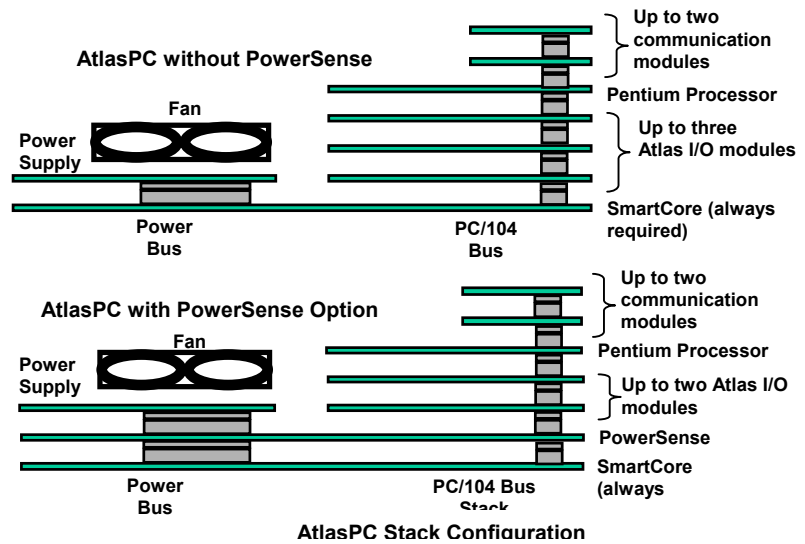 AtlasPC without PowerSense
Up to two
communication
modules
Fan
Pentium Processor
Power
Supply
Up to three
Atlas I/O modules
Power
Bus
PC/104
Bus
SmartCore (always
required)
AtlasPC with PowerSense Option
Up to two
communication
modules
Fan
Pentium Processor
Power
Supply
Up to two Atlas I/O
modules
PowerSense
SmartCore
(always
Power
Bus
PC/104 Bus
Stack
AtlasPC Stack Configuration